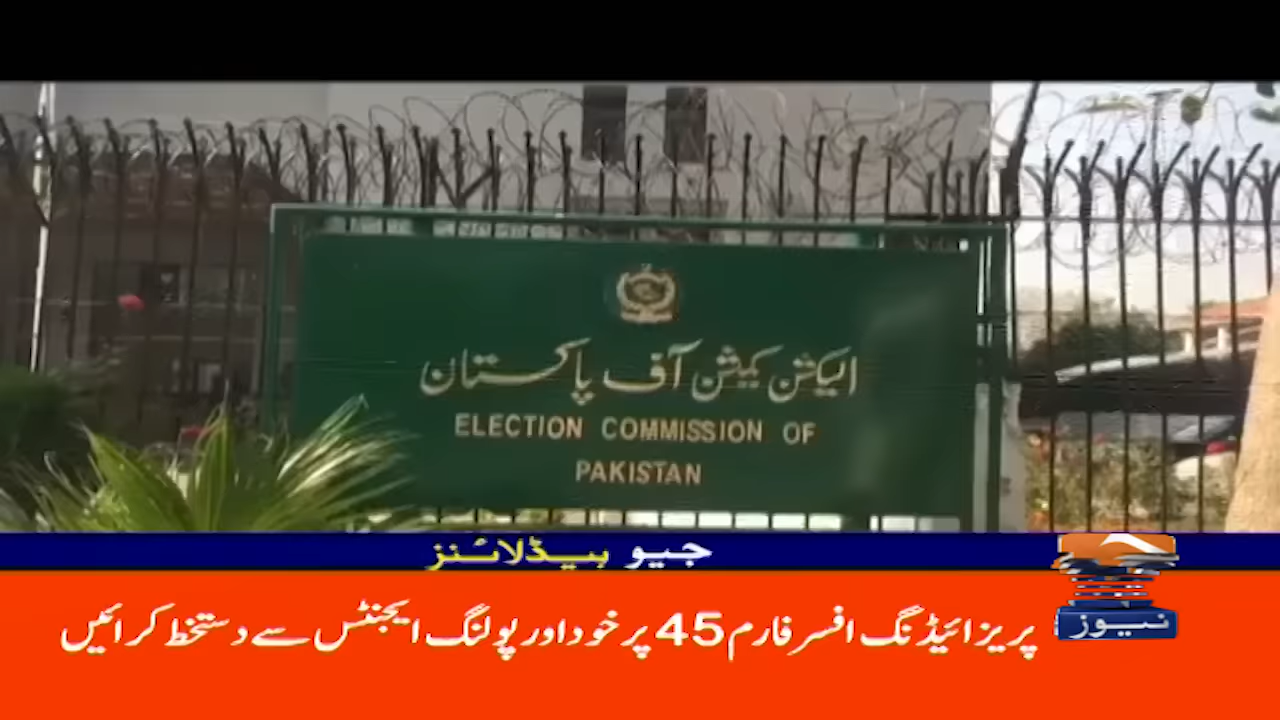 الیکشن کمیشن آف پاکستان
ELECTION COMMISSION OF
PAKISTAN
جیو ہیڈلائنز
پریزائیڈنگ افسر فارم 45 پر خود اور پولنگ ایجنٹس سے دستخط کرائیں
نیوز